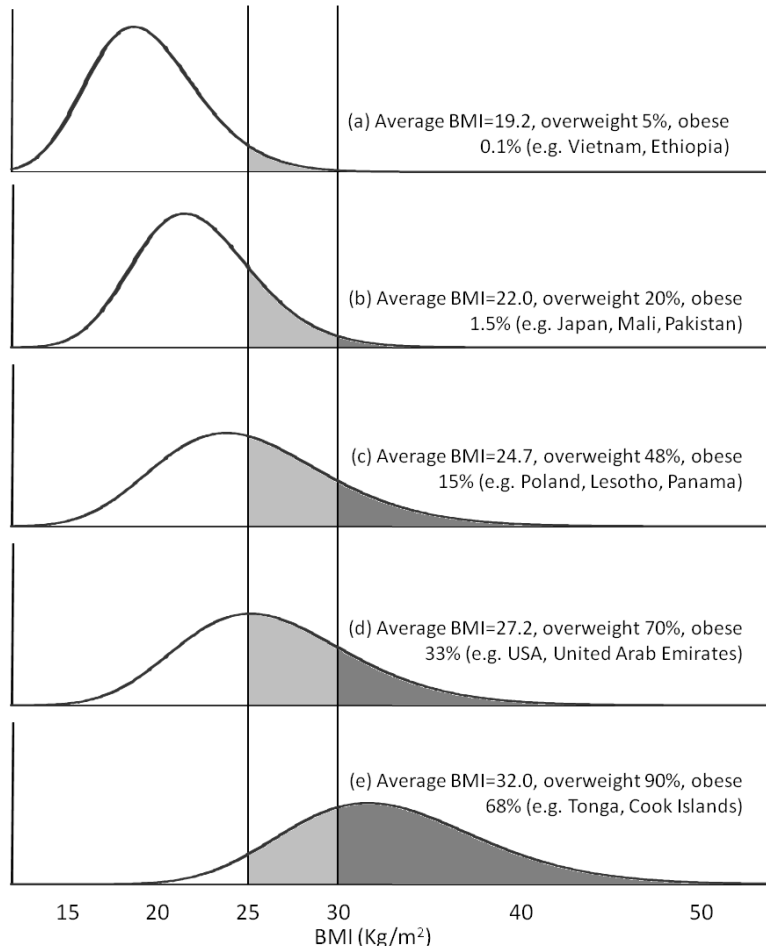 (a) Average BMI=19.2, overweight 5%, obese
0.1% (e.g. Vietnam, Ethiopia)
(b) Average BMI=22.0, overweight 20%, obese
1.5% (e.g. Japan, Mali, Pakistan)
(c) Average BMI=24.7, overweight 48%, obese
15% (e.g. Poland, Lesotho, Panama)
(d) Average BMI=27.2, overweight 70%, obese
33% (e.g. USA, United Arab Emirates)
(e) Average BMI=32.0, overweight 90%, obese
68% (e.g. Tonga, Cook Islands)
15 20 25 30 40 50
BMI (Kg/m²)